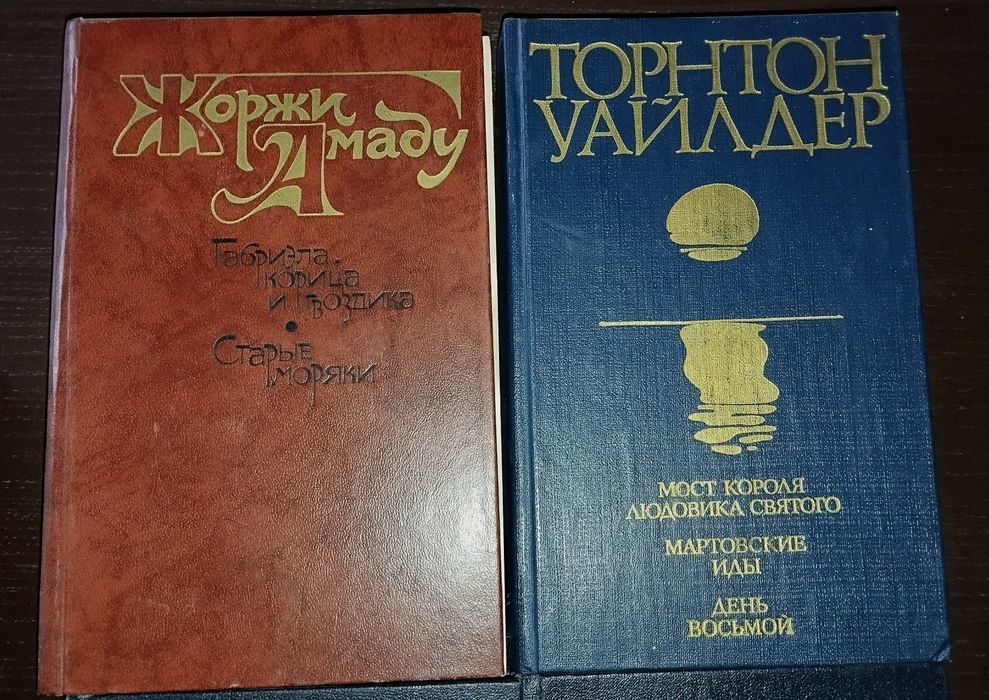 Жоржи
Амаду
Габриэла,
корица
и гвоздика
•
Старые
моряки
ТОРНТОН
УАЙЛДЕР
МОСТ КОРОЛЯ
ЛЮДОВИКА СВЯТОГО
МАРТОВСКИЕ
ИДЫ
ДЕНЬ
ВОСЬМОЙ